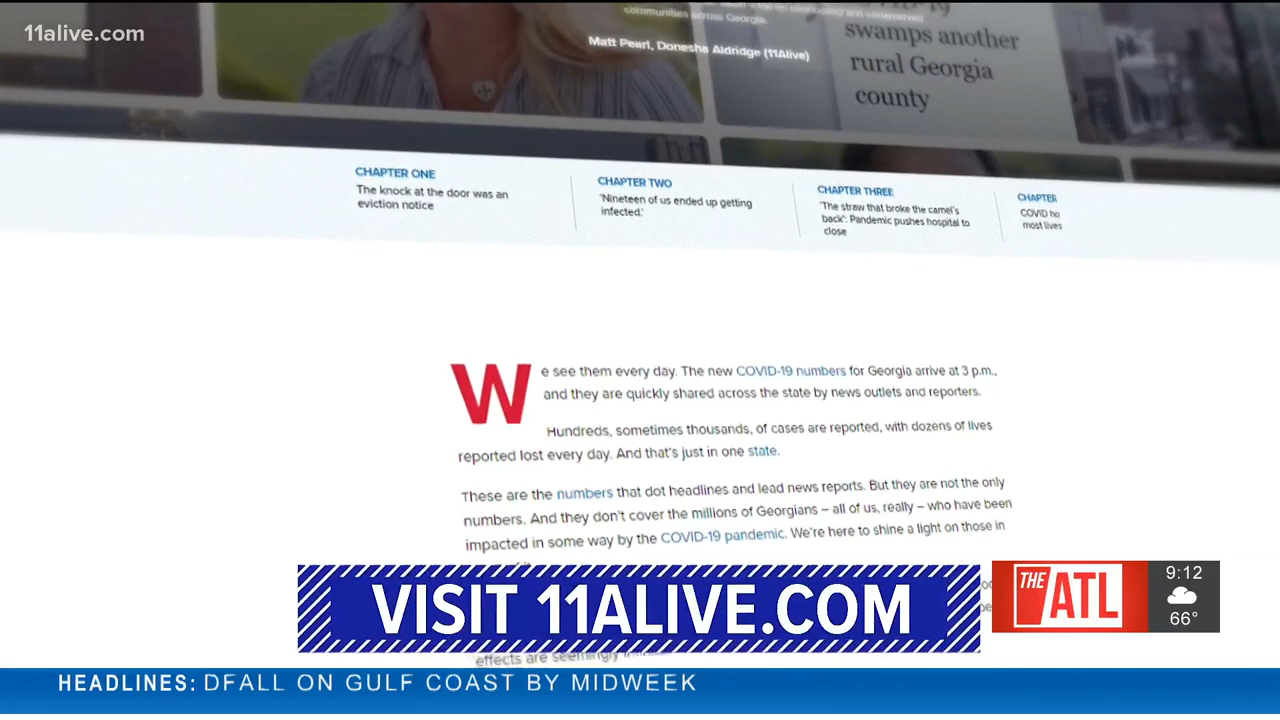 11alive.com
communities across Georgia.
Matt Pearl, Donesha Aldridge (11Alive)
swamps another
rural Georgia
county
CHAPTER ONE
The knock at the door was an
eviction notice
CHAPTER TWO
'Nineteen of us ended up getting
infected.'
CHAPTER THREE
'The straw that broke the camel's
back': Pandemic pushes hospital to
close
CHAPTER
COVID ho
most lives
We see them every day. The new COVID-19 numbers for Georgia arrive at 3 p.m.,
and they are quickly shared across the state by news outlets and reporters.
Hundreds, sometimes thousands, of cases are reported, with dozens of lives
reported lost every day. And that's just in one state.
These are the numbers that dot headlines and lead news reports. But they are not the only
numbers. And they don't cover the millions of Georgians – all of us, really – who have been
impacted in some way by the COVID-19 pandemic. We're here to shine a light on those in
effects are seemingly
VISIT 11ALIVE.COM
THE ATL
9:12
66°
HEADLINES: DFALL ON GULF COAST BY MIDWEEK